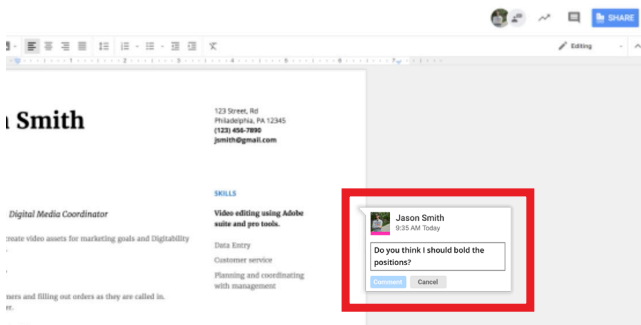 SHARE
Editing
Smith
123 Street, Rd
Philadelphia, PA 12345
(123) 456-7890
jsmith@gmail.com
SKILLS
Digital Media Coordinator
Video editing using Adobe
suite and pro tools.
create video assets for marketing goals and Digitability
Data Entry
Customer service
Planning and coordinating
with management
ners and filling out orders as they are called in.
er.
Jason Smith
9:35 AM Today
Do you think I should bold the
positions?
Comment Cancel